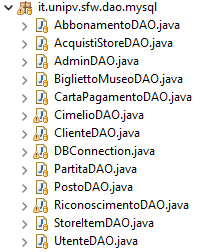 it.unipv.sfw.dao.mysql
AbbonamentoDAO.java
AcquistiStoreDAO.java
AdminDAO.java
BigliettoMuseoDAO.java
CartaPagamentoDAO.java
CimelioDAO.java
ClienteDAO.java
DBConnection.java
PartitaDAO.java
PostoDAO.java
RiconoscimentoDAO.java
StoreItemDAO.java
UtenteDAO.java